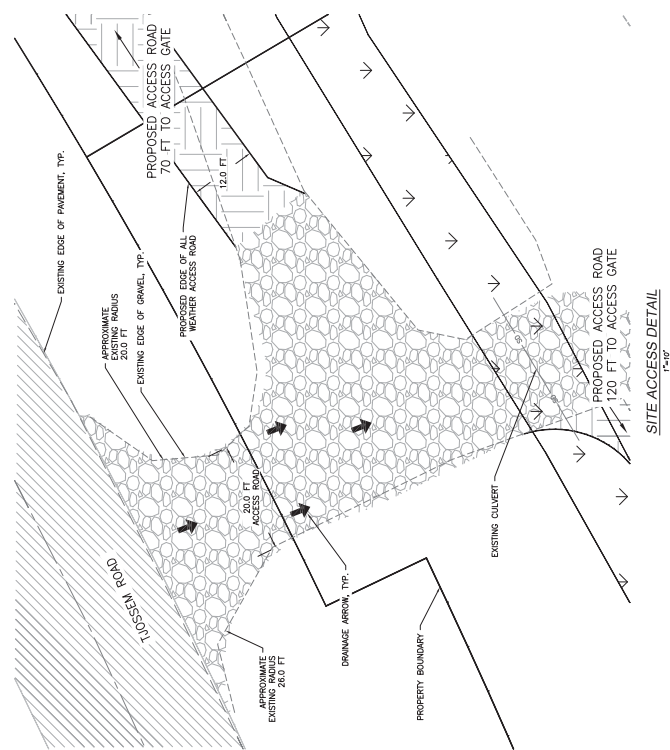 PROPOSED ACCESS ROAD
70 FT TO ACCESS GATE
EXISTING EDGE OF PAVEMENT, TYP.
12.0 FT
PROPOSED EDGE OF ALL
WEATHER ACCESS ROAD
EXISTING EDGE OF GRAVEL, TYP.
APPROXIMATE
EXISTING RADIUS
20.0 FT
TJOSSEM ROAD
20.0 FT
ACCESS ROAD
APPROXIMATE
EXISTING RADIUS
26.0 FT
DRAINAGE ARROW, TYP.
PROPERTY BOUNDARY
EXISTING CULVERT
PROPOSED ACCESS ROAD
120 FT TO ACCESS GATE
SITE ACCESS DETAIL
1"=10'